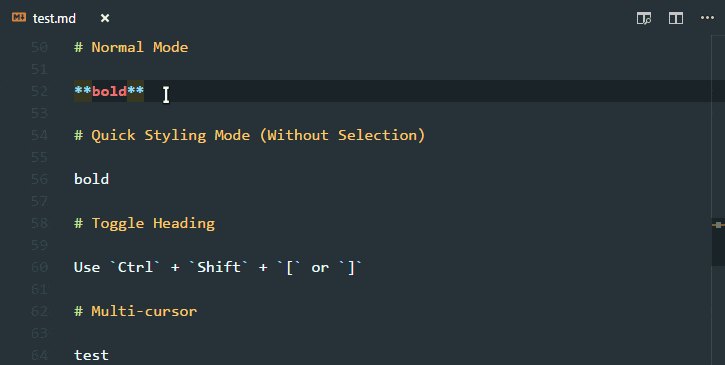 test.md
50 # Normal Mode
51
52 **bold**
53
54 # Quick Styling Mode (Without Selection)
55
56 bold
57
58 # Toggle Heading
59
60 Use `Ctrl` + `Shift` + `[` or `]`
61
62 # Multi-cursor
63
64 test